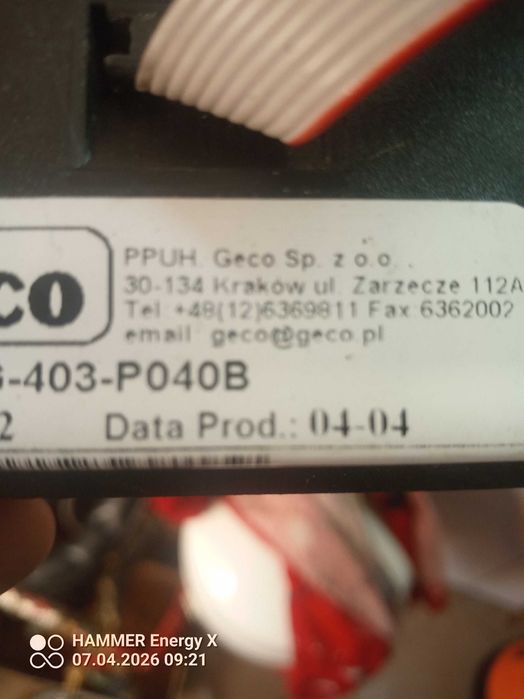 PPUH. Geco Sp. z o.o.
30-134 Kraków ul. Zarzecze 112A
Tel. +48(12)6369811 Fax:6362002
email: geco@geco.pl
co
G-403-P040B
2 Data Prod.: 04-04
HAMMER Energy X
07.04.2026 09:21